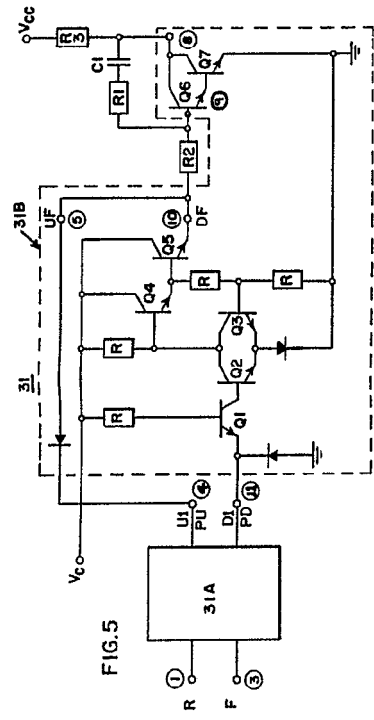 FIG.5
31
31B
VC
VCC
R3
C1
R1
R2
8
9
Q6
Q7
UF
5
10
DF
Q5
Q4
R
R
R
R
Q3
Q2
Q1
4
U1
PU
D1
PD
11
31A
1
R
3
F